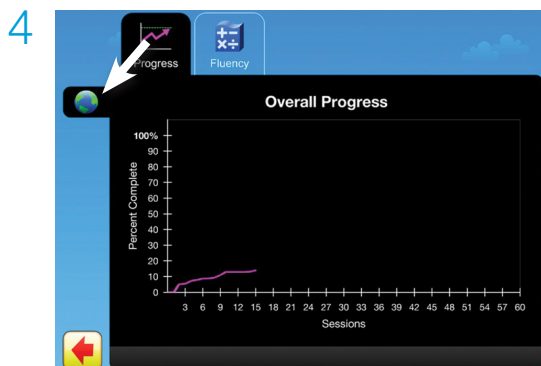 4
Progress
Fluency
Overall Progress
Percent Complete
100%
90
80
70
60
50
40
30
20
10
0
3 6 9 12 15 18 21 24 27 30 33 36 39 42 45 48 51 54 57 60
Sessions